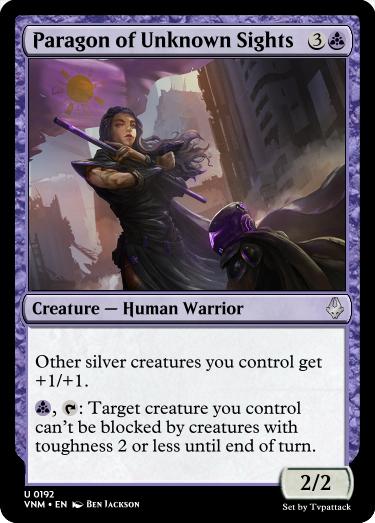 Paragon of Unknown Sights 3
Creature — Human Warrior
Other silver creatures you control get
+1/+1.
, : Target creature you control
can't be blocked by creatures with
toughness 2 or less until end of turn.
2/2
U 0192
VNM • EN Ben Jackson
Set by Tvpattack